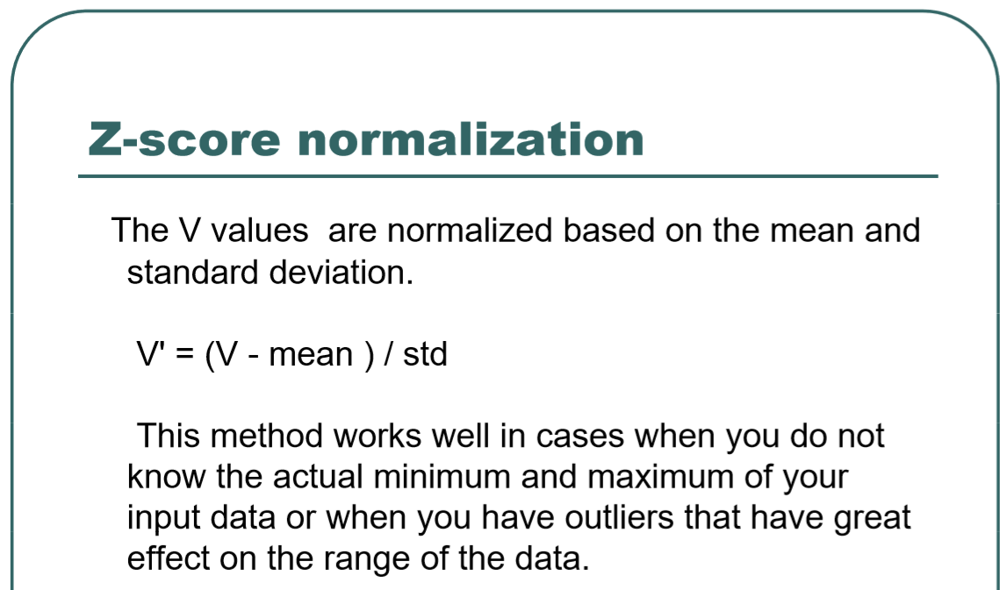 Z-score normalization
The V values  are normalized based on the mean and
standard deviation.
V' = (V - mean ) / std
This method works well in cases when you do not
know the actual minimum and maximum of your
input data or when you have outliers that have great
effect on the range of the data.